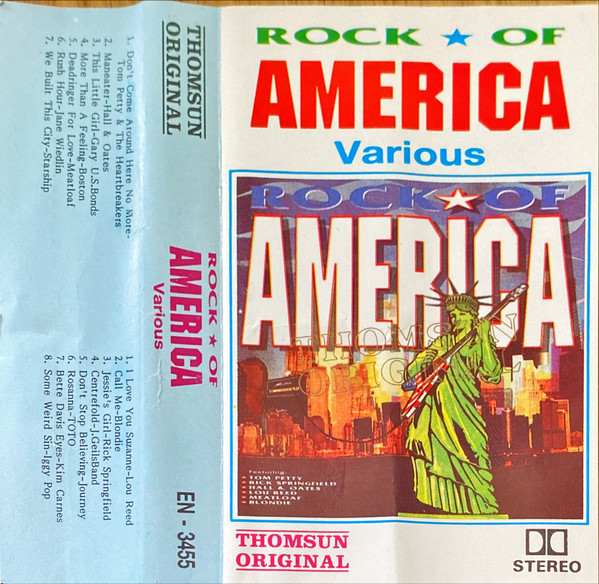 THOMSUN
ORIGINAL
1. Don't Come Around Here No More-
Tom Petty & The Heartbreakers
2. Maneater-Hall & Oates
3. This Little Girl-Gary U.S.Bonds
4. More Than A Feeling-Boston
5. Deadringer For Love-Meatloaf
6. Rush Hour-Jane Wiedlin
7. We Built This City-Starship
ROCK ★ OF
AMERICA
Various
1. I Love You Suzanne-Lou Reed
2. Call Me-Blondie
3. Jessie's Girl-Rick Springfield
4. Centrefold-J.GeilsBand
5. Don't Stop Believing-Journey
6. Rosanna-TOTO
7. Bette Davis Eyes-Kim Carnes
8. Some Weird Sin-Iggy Pop
EN - 3455
ROCK ★ OF
AMERICA
Various
ROCK ★ OF
AMERICA
THOMSUN
ORIGINAL
Featuring:
• TOM PETTY
• RICK SPRINGFIELD
• HALL & OATES
• LOU REED
• MEATLOAF
• BLONDIE
THOMSUN
ORIGINAL
STEREO